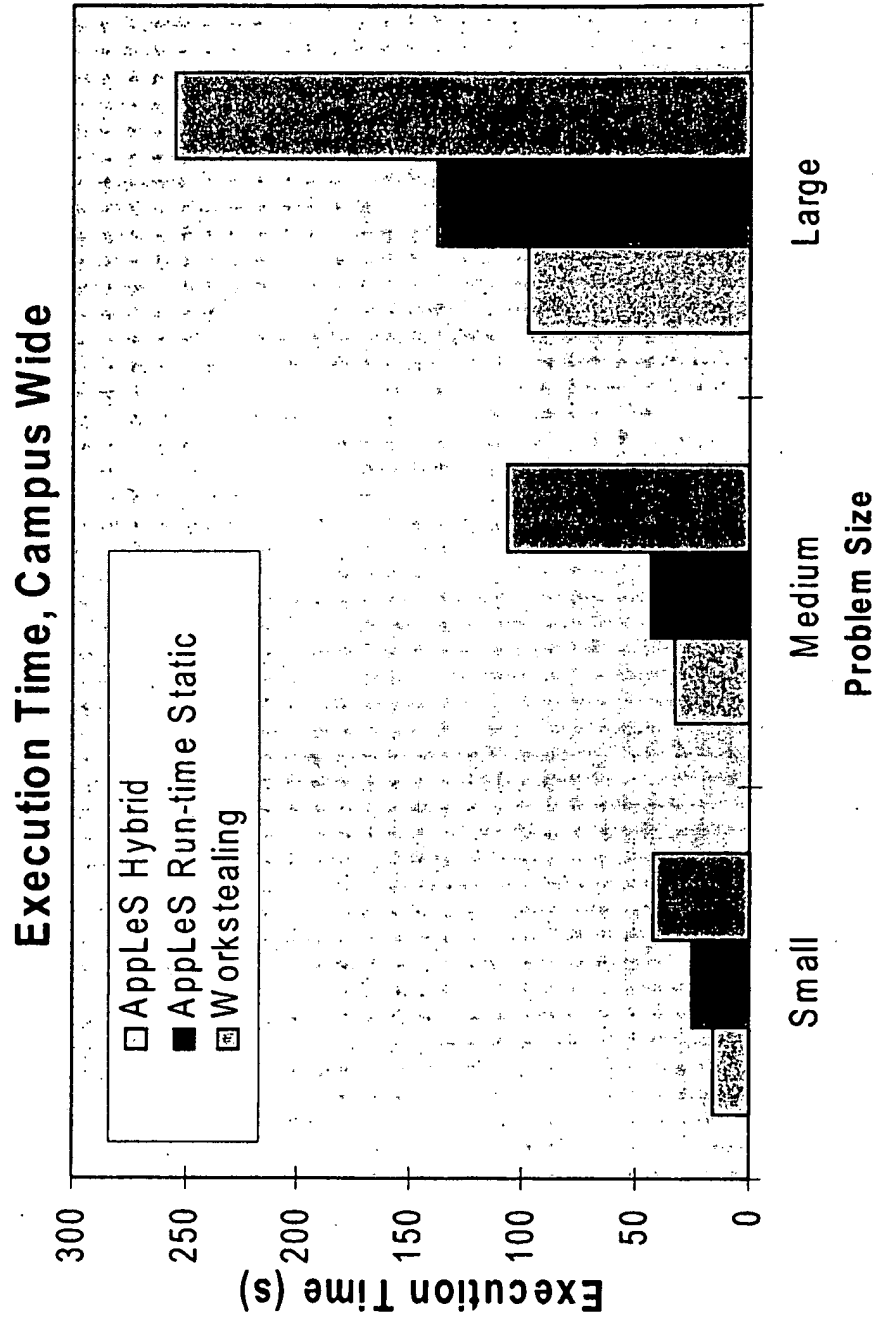 Execution Time, Campus Wide
AppLeS Hybrid
AppLeS Run-time Static
Workstealing
Execution Time (s)
300
250
200
150
100
50
0
Small
Medium
Large
Problem Size